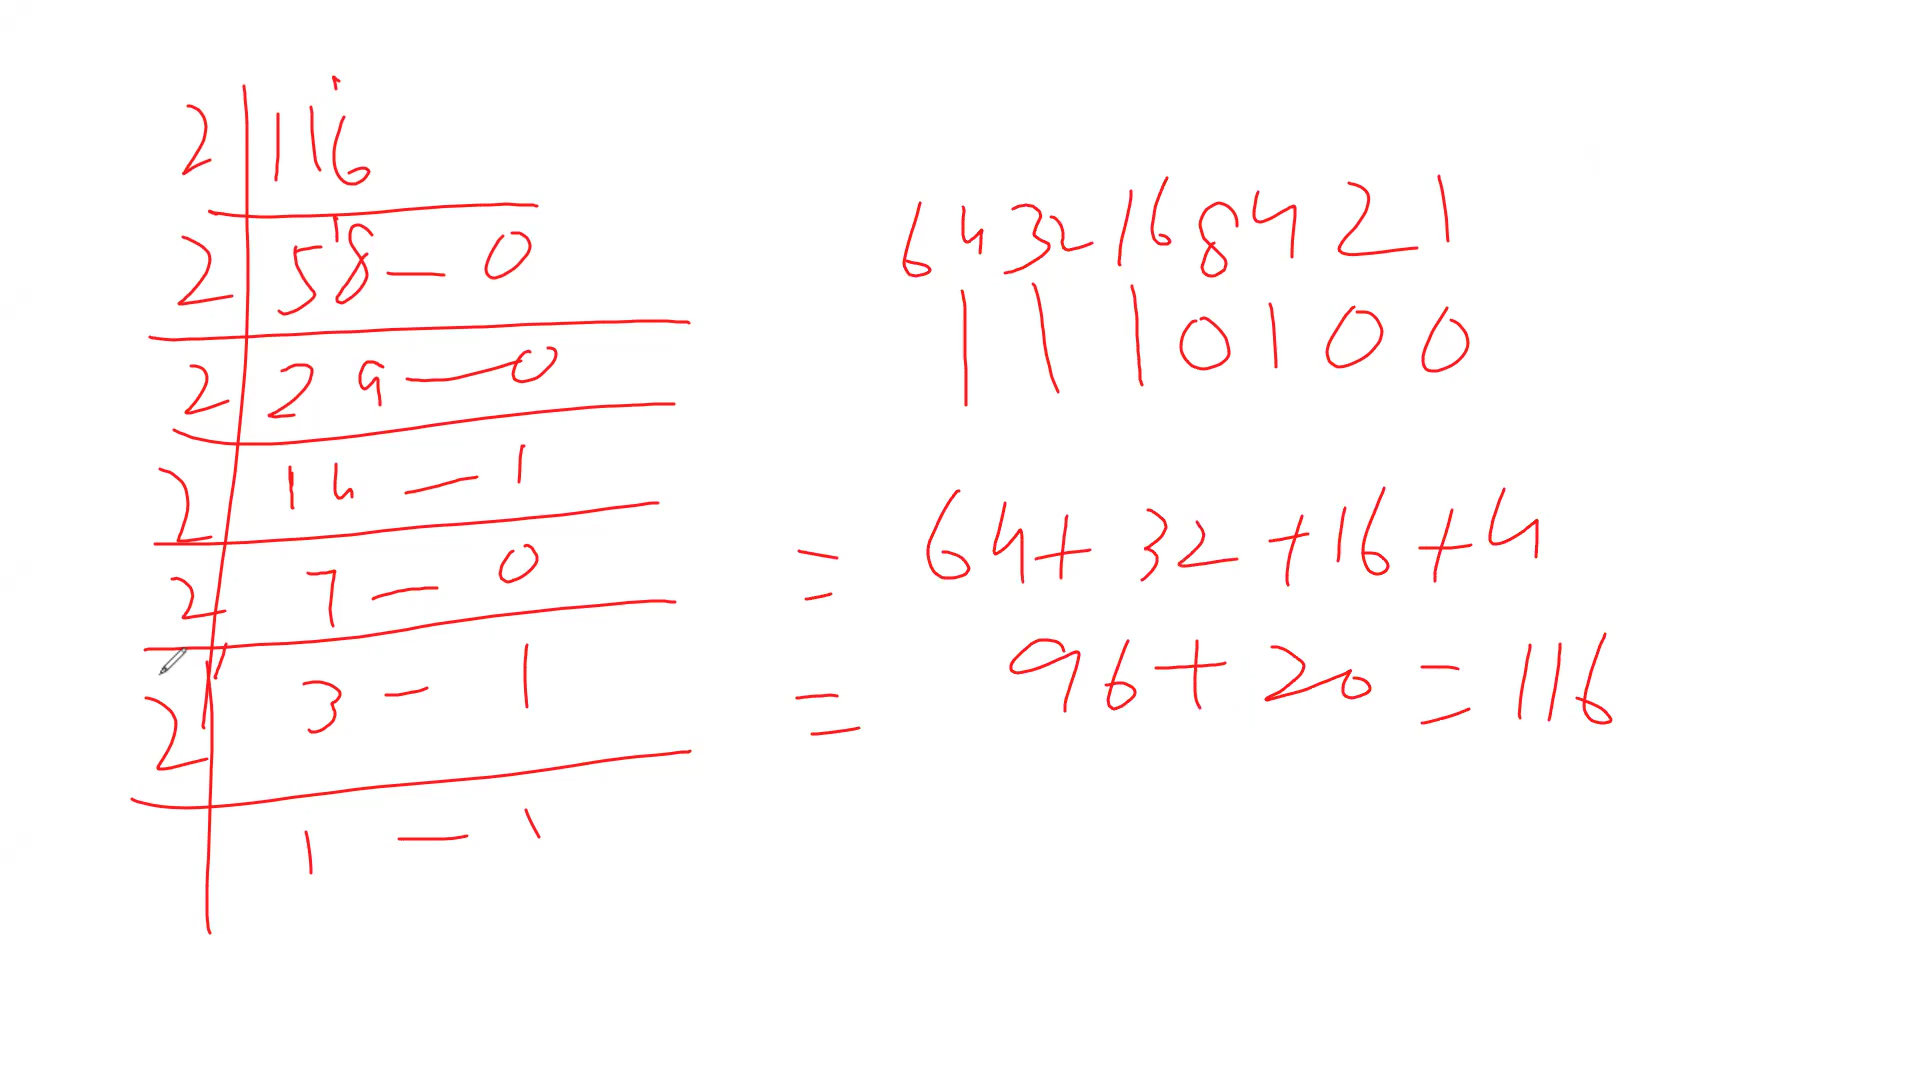 2 116
2 58 — 0
2 29 — 0
2 14 — 1
2 7 — 0
2 3 — 1
1 — 1
64 32 16 8 4 2 1
1 1 1 0 1 0 0
= 64 + 32 + 16 + 4
= 96 + 20 = 116